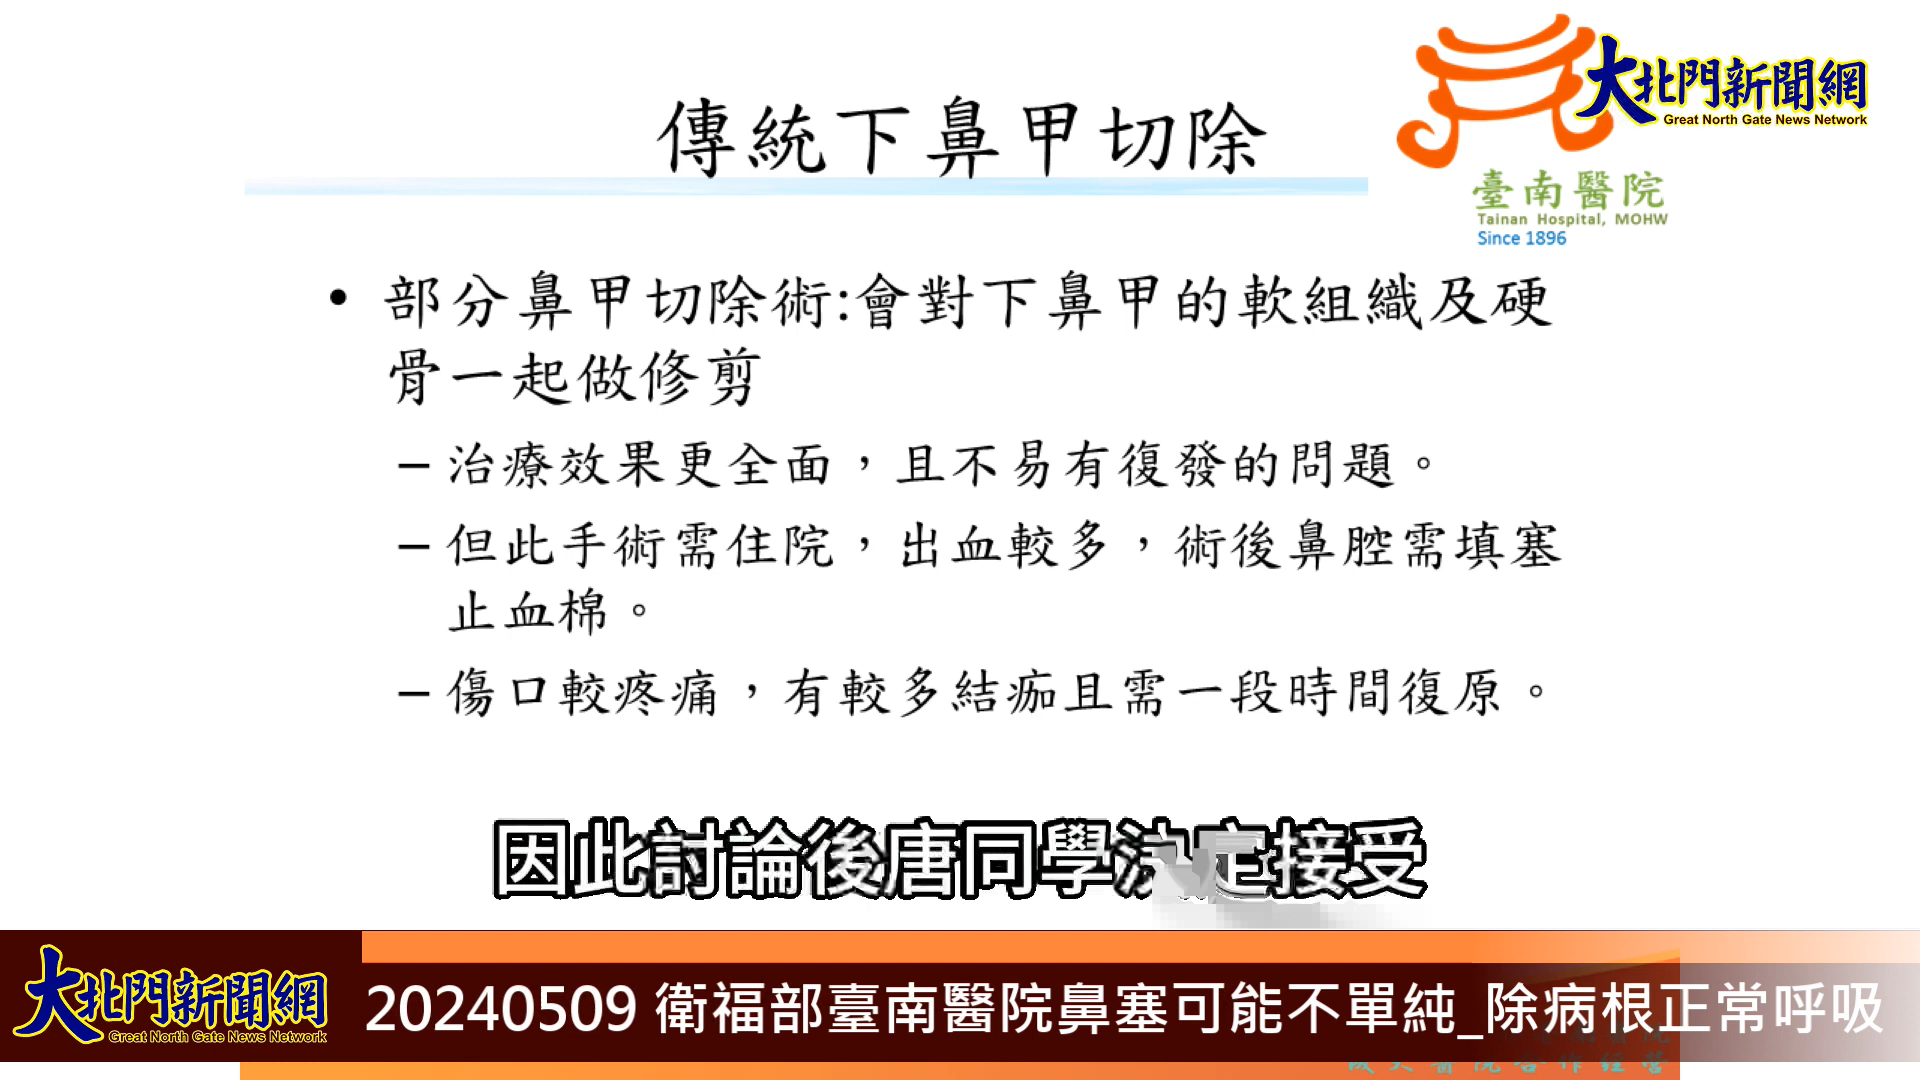 傳統下鼻甲切除
大北門新聞網
Great North Gate News Network
臺南醫院
Tainan Hospital, MOHW
Since 1896
• 部分鼻甲切除術:會對下鼻甲的軟組織及硬
骨一起做修剪
– 治療效果更全面，且不易有復發的問題。
– 但此手術需住院，出血較多，術後鼻腔需填塞
止血棉。
– 傷口較疼痛，有較多結痂且需一段時間復原。
因此討論後唐同學決定接受
大北門新聞網
Great North Gate News Network
20240509 衛福部臺南醫院鼻塞可能不單純_除病根正常呼吸